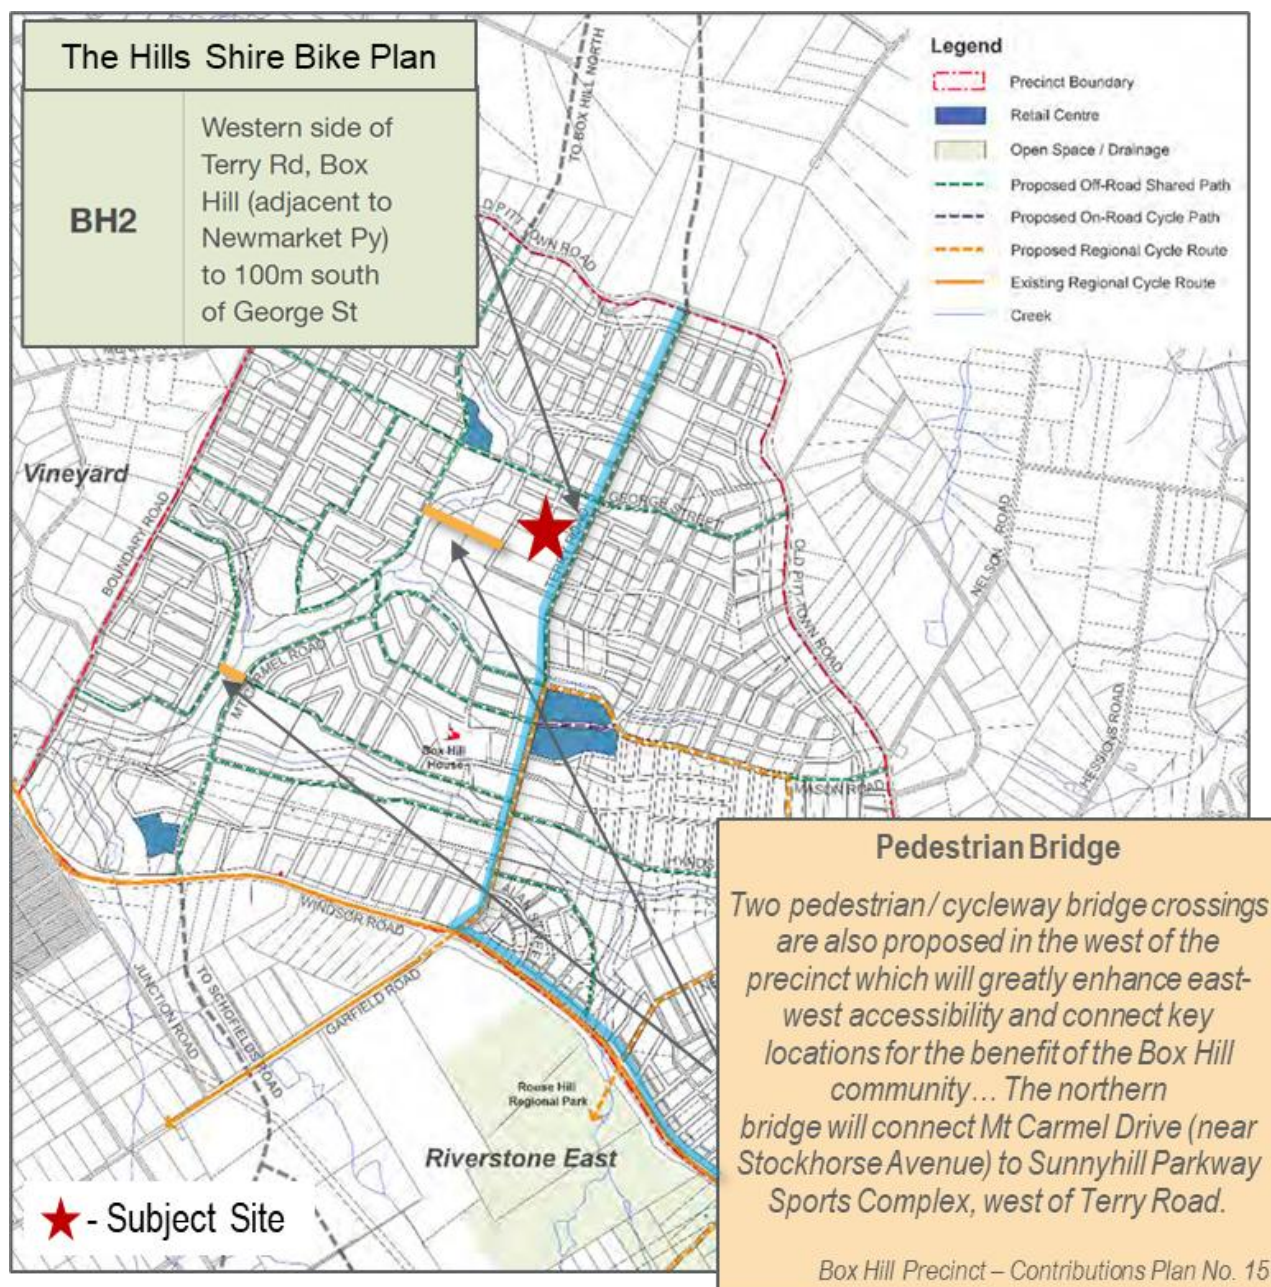 The Hills Shire Bike Plan
BH2
Western side of
Terry Rd, Box
Hill (adjacent to
Newmarket Py)
to 100m south
of George St
Legend
Precinct Boundary
Retail Centre
Open Space / Drainage
Proposed Off-Road Shared Path
Proposed On-Road Cycle Path
Proposed Regional Cycle Route
Existing Regional Cycle Route
Creek
TO BOX HILL NORTH
PITT TOWN ROAD
Vineyard
BOUNDARY ROAD
GEORGE STREET
OLD PITT TOWN ROAD
NELSON ROAD
MT CARMEL ROAD
Box Hill
House
MASON ROAD
HESSIONS ROAD
HYNDS
ALAN STREET
WINDSOR ROAD
JUNCTION ROAD
TO SCHOFIELDS ROAD
GARFIELD ROAD
Rouse Hill
Regional Park
Riverstone East
- Subject Site
Pedestrian Bridge
Two pedestrian / cycleway bridge crossings
are also proposed in the west of the
precinct which will greatly enhance east-
west accessibility and connect key
locations for the benefit of the Box Hill
community... The northern
bridge will connect Mt Carmel Drive (near
Stockhorse Avenue) to Sunnyhill Parkway
Sports Complex, west of Terry Road.
Box Hill Precinct – Contributions Plan No. 15